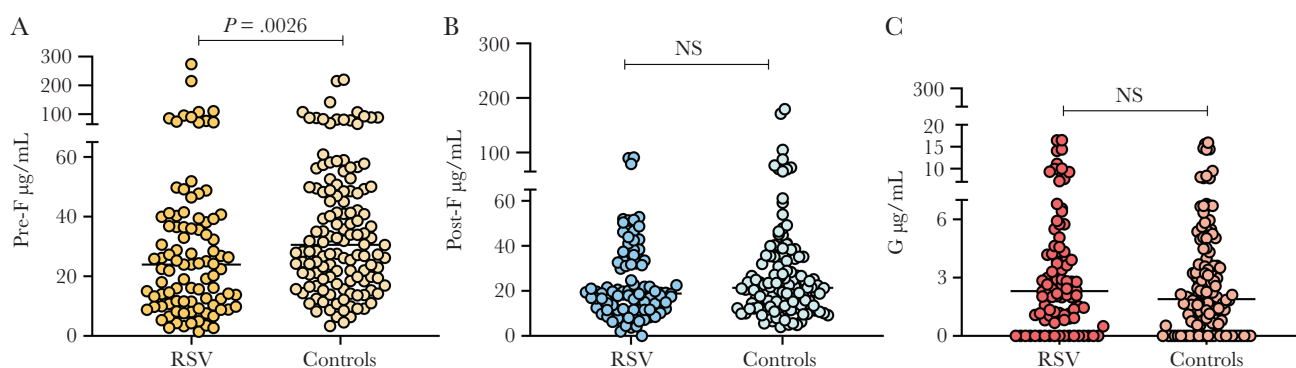 A
P = .0026
300
200
100
60
40
20
0
Pre-F µg/mL
RSV
Controls
B
NS
300
200
100
60
40
20
0
Post-F µg/mL
RSV
Controls
C
NS
300
20
15
10
6
3
0
G µg/mL
RSV
Controls